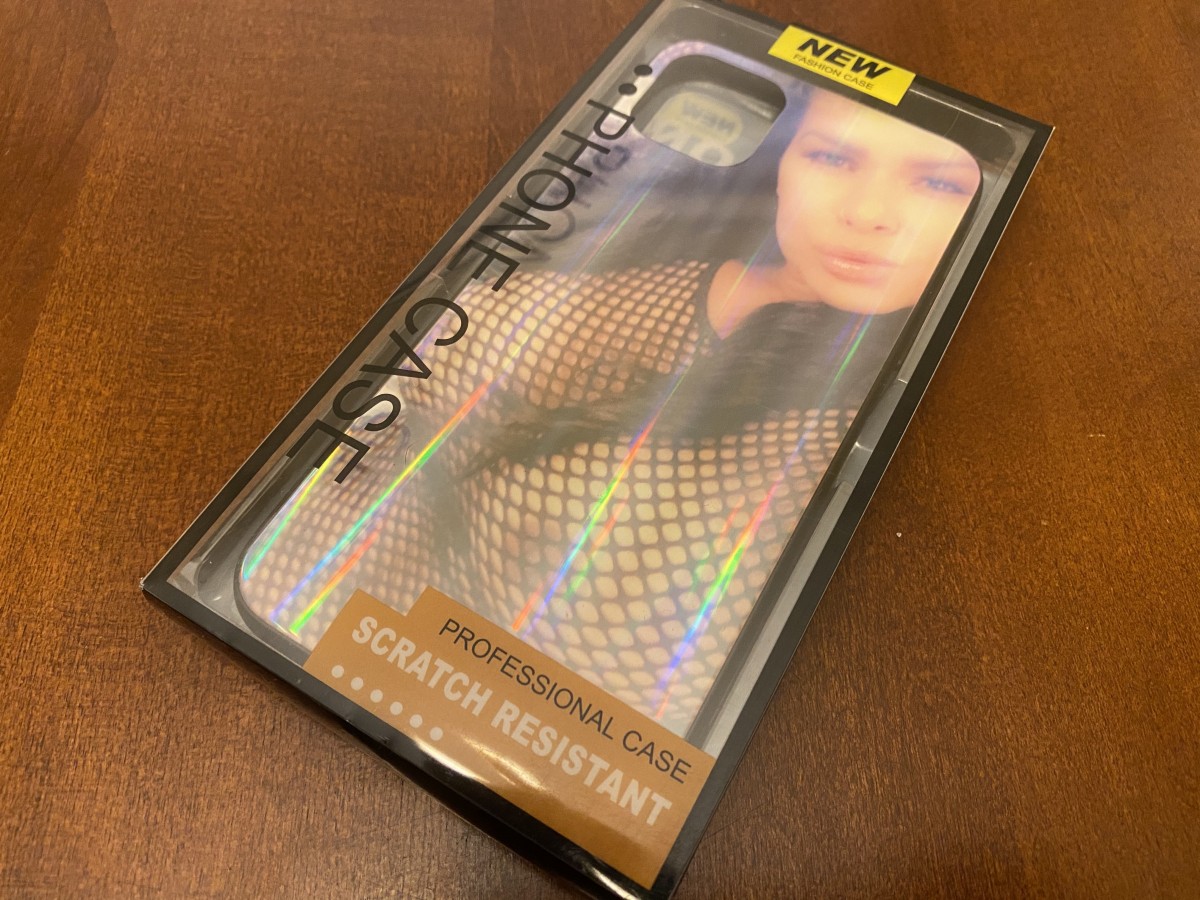 NEW
FASHION CASE
PHONE CASE
PROFESSIONAL CASE
SCRATCH RESISTANT